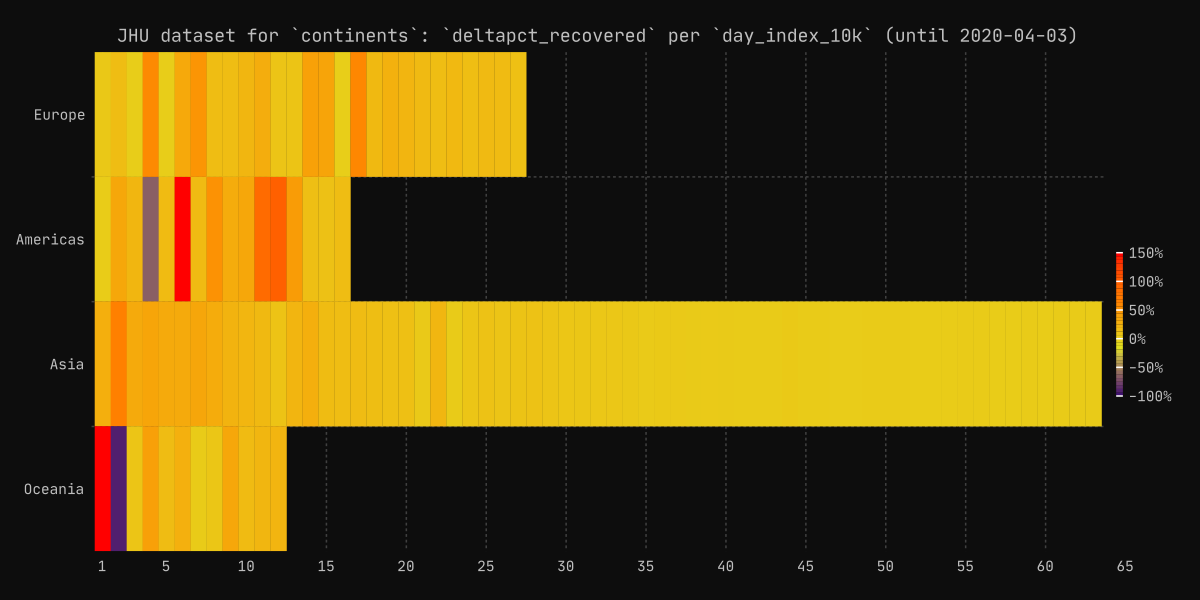 JHU dataset for `continents`: `deltapct_recovered` per `day_index_10k` (until 2020-04-03)
Europe
Americas
Asia
Oceania
150%
100%
50%
0%
-50%
-100%
1 5 10 15 20 25 30 35 40 45 50 55 60 65